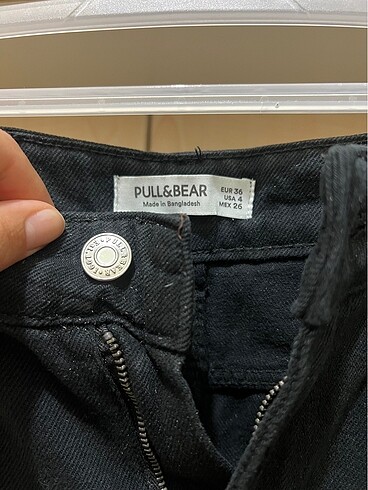 PULL&BEAR
Made in Bangladesh
EUR 36
USA 4
MEX 26
PULL&BEAR